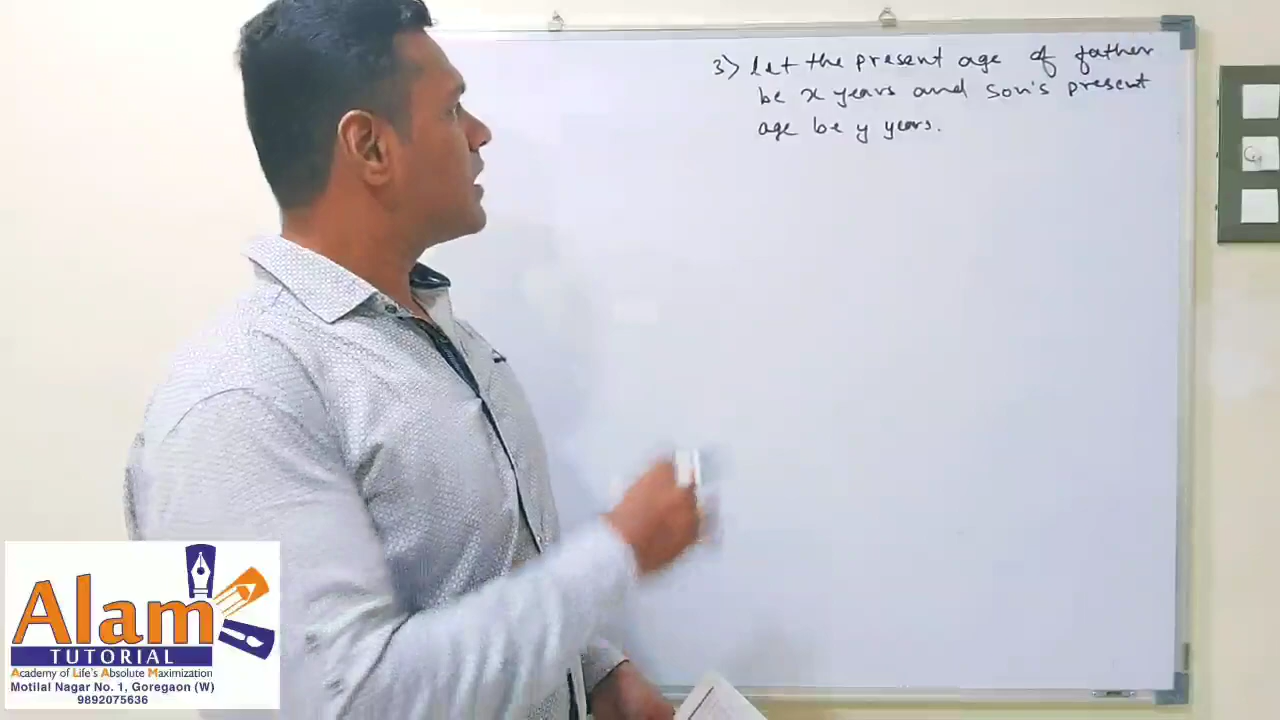 3) let the present age of father
be x years and son's present
age be y years.
Alam
TUTORIAL
Academy of Life's Absolute Maximization
Motilal Nagar No. 1, Goregaon (W)
9892075636